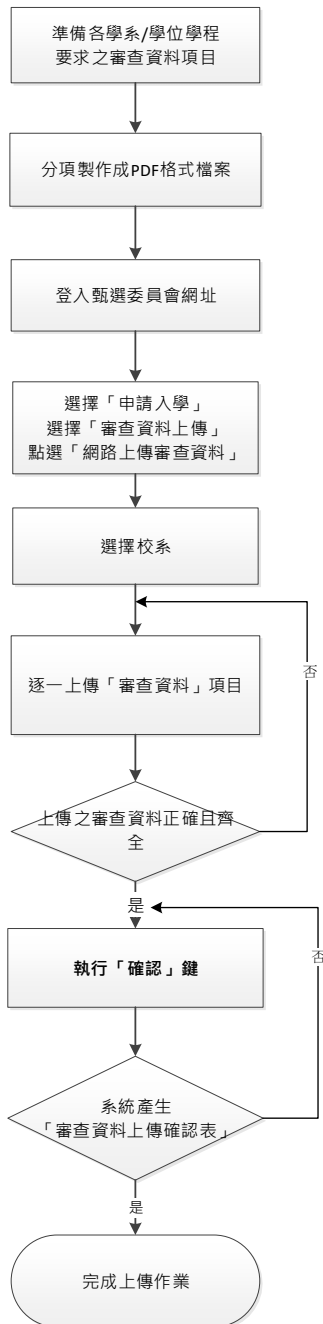 準備各學系/學位學程
要求之審查資料項目
分項製作成PDF格式檔案
登入甄選委員會網址
選擇「申請入學」
選擇「審查資料上傳」
點選「網路上傳審查資料」
選擇校系
逐一上傳「審查資料」項目
否
上傳之審查資料正確且齊
全
是
執行「確認」鍵
否
系統產生
「審查資料上傳確認表」
是
完成上傳作業